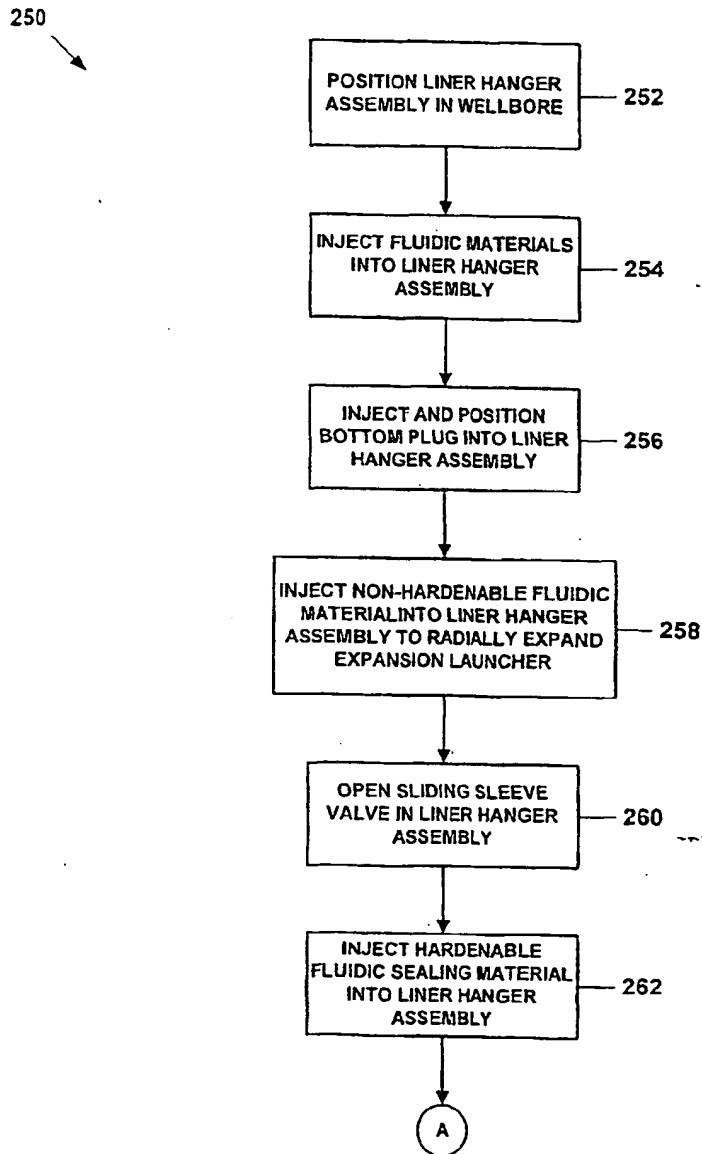 250
POSITION LINER HANGER
ASSEMBLY IN WELLBORE
252
INJECT FLUIDIC MATERIALS
INTO LINER HANGER
ASSEMBLY
254
INJECT AND POSITION
BOTTOM PLUG INTO LINER
HANGER ASSEMBLY
256
INJECT NON-HARDENABLE FLUIDIC
MATERIALINTO LINER HANGER
ASSEMBLY TO RADIALLY EXPAND
EXPANSION LAUNCHER
258
OPEN SLIDING SLEEVE
VALVE IN LINER HANGER
ASSEMBLY
260
INJECT HARDENABLE
FLUIDIC SEALING MATERIAL
INTO LINER HANGER
ASSEMBLY
262
A